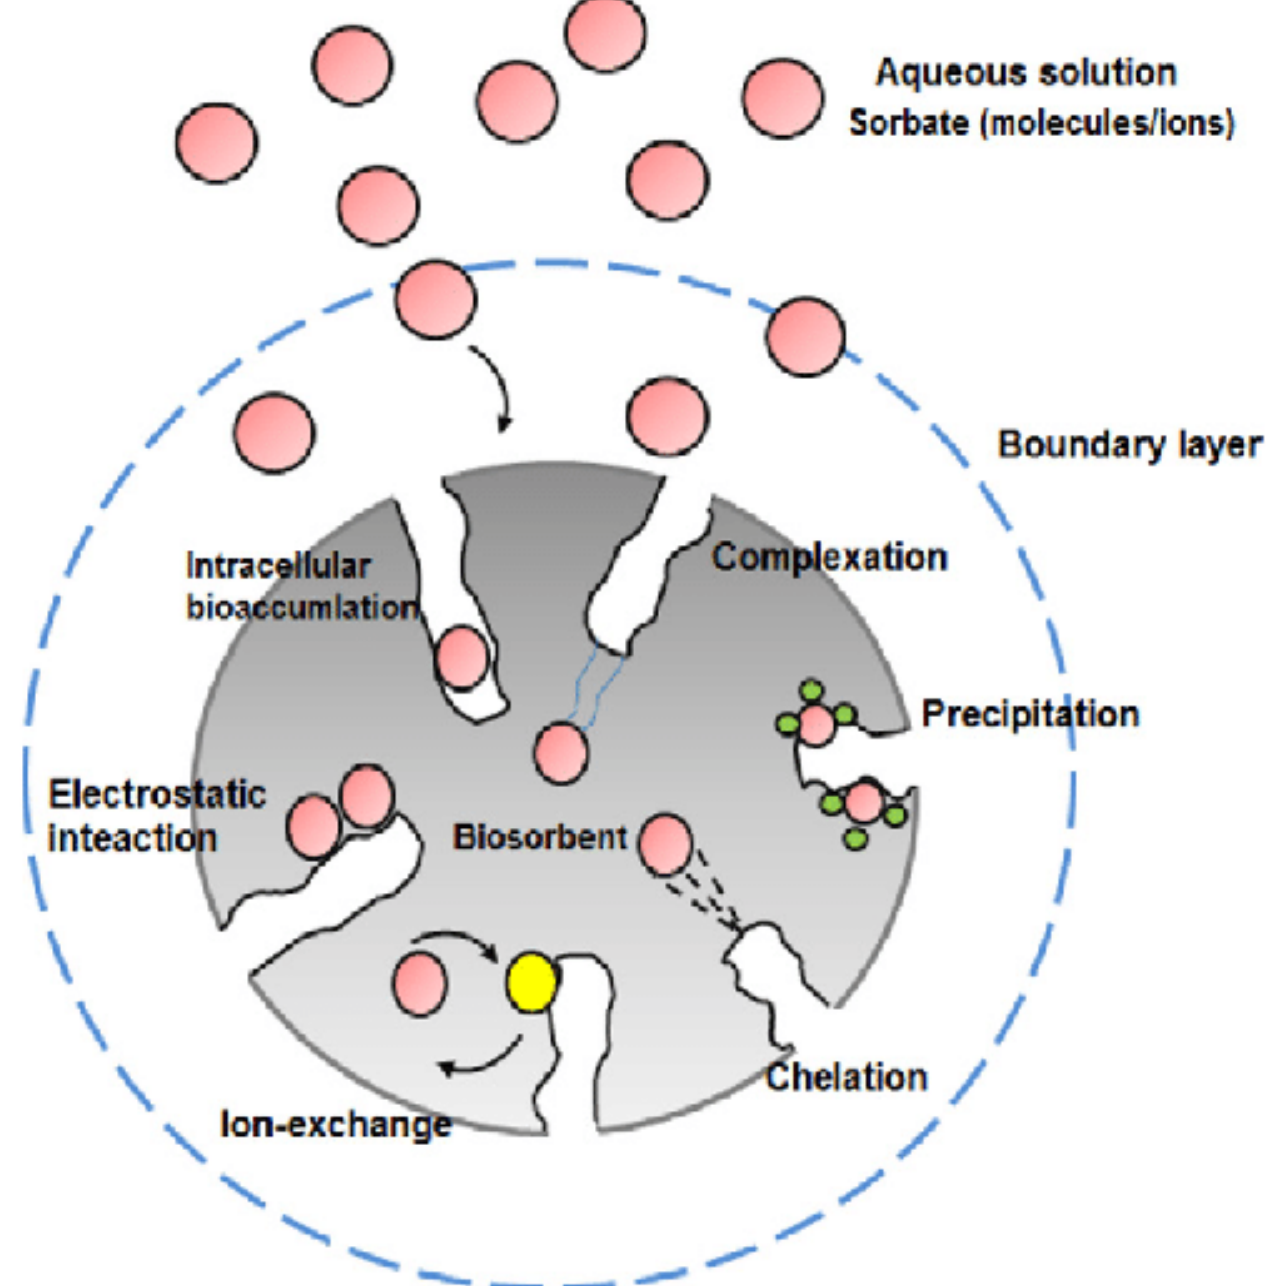 Aqueous solution
Sorbate (molecules/ions)
Boundary layer
Intracellular
bioaccumlation
Complexation
Precipitation
Electrostatic
inteaction
Biosorbent
Chelation
Ion-exchange